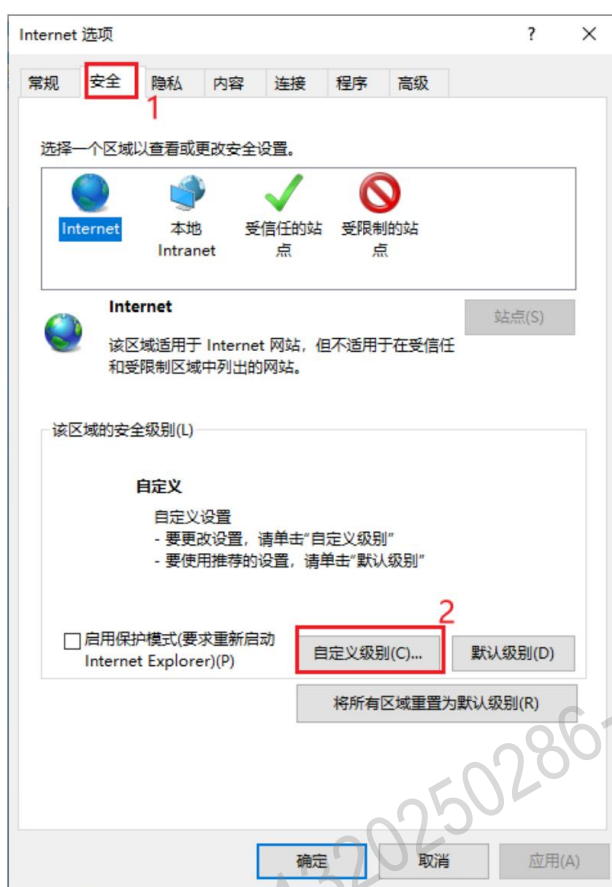 Internet 选项
?
×
常规 安全 隐私 内容 连接 程序 高级
1
选择一个区域以查看或更改安全设置。
Internet
本地
Intranet
受信任的站
点
受限制的站
点
Internet
站点(S)
该区域适用于 Internet 网站，但不适用于在受信任
和受限制区域中列出的网站。
该区域的安全级别(L)
自定义
自定义设置
- 要更改设置，请单击“自定义级别”
- 要使用推荐的设置，请单击“默认级别”
2
启用保护模式(要求重新启动
Internet Explorer)(P)
自定义级别(C)...
默认级别(D)
将所有区域重置为默认级别(R)
确定
取消
应用(A)
4320250286-